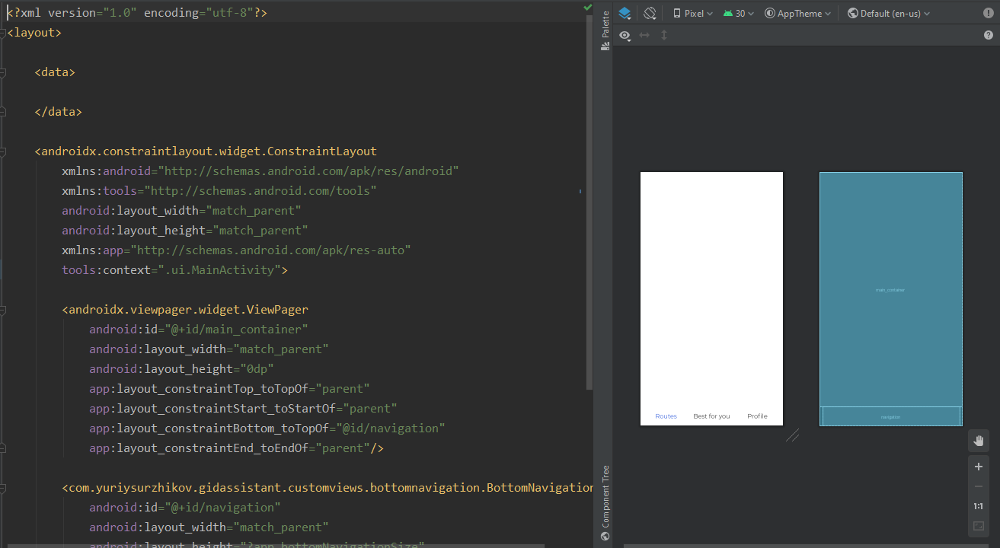 <?xml version="1.0" encoding="utf-8"?>
<layout>
<data>
</data>
<androidx.constraintlayout.widget.ConstraintLayout
xmlns:android="http://schemas.android.com/apk/res/android"
xmlns:tools="http://schemas.android.com/tools"
android:layout_width="match_parent"
android:layout_height="match_parent"
xmlns:app="http://schemas.android.com/apk/res-auto"
tools:context=".ui.MainActivity">
<androidx.viewpager.widget.ViewPager
android:id="@+id/main_container"
android:layout_width="match_parent"
android:layout_height="0dp"
app:layout_constraintTop_toTopOf="parent"
app:layout_constraintStart_toStartOf="parent"
app:layout_constraintBottom_toTopOf="@id/navigation"
app:layout_constraintEnd_toEndOf="parent"/>
<com.yuriysurzhikov.gidassistant.customviews.bottomnavigation.BottomNavigation
android:id="@+id/navigation"
android:layout_width="match_parent"
android:layout_height="?app_bottomNavigationSize"
Palette
Component Tree
Pixel 30 AppTheme Default (en-us)
main_container
Routes Best for you Profile
navigation
1:1